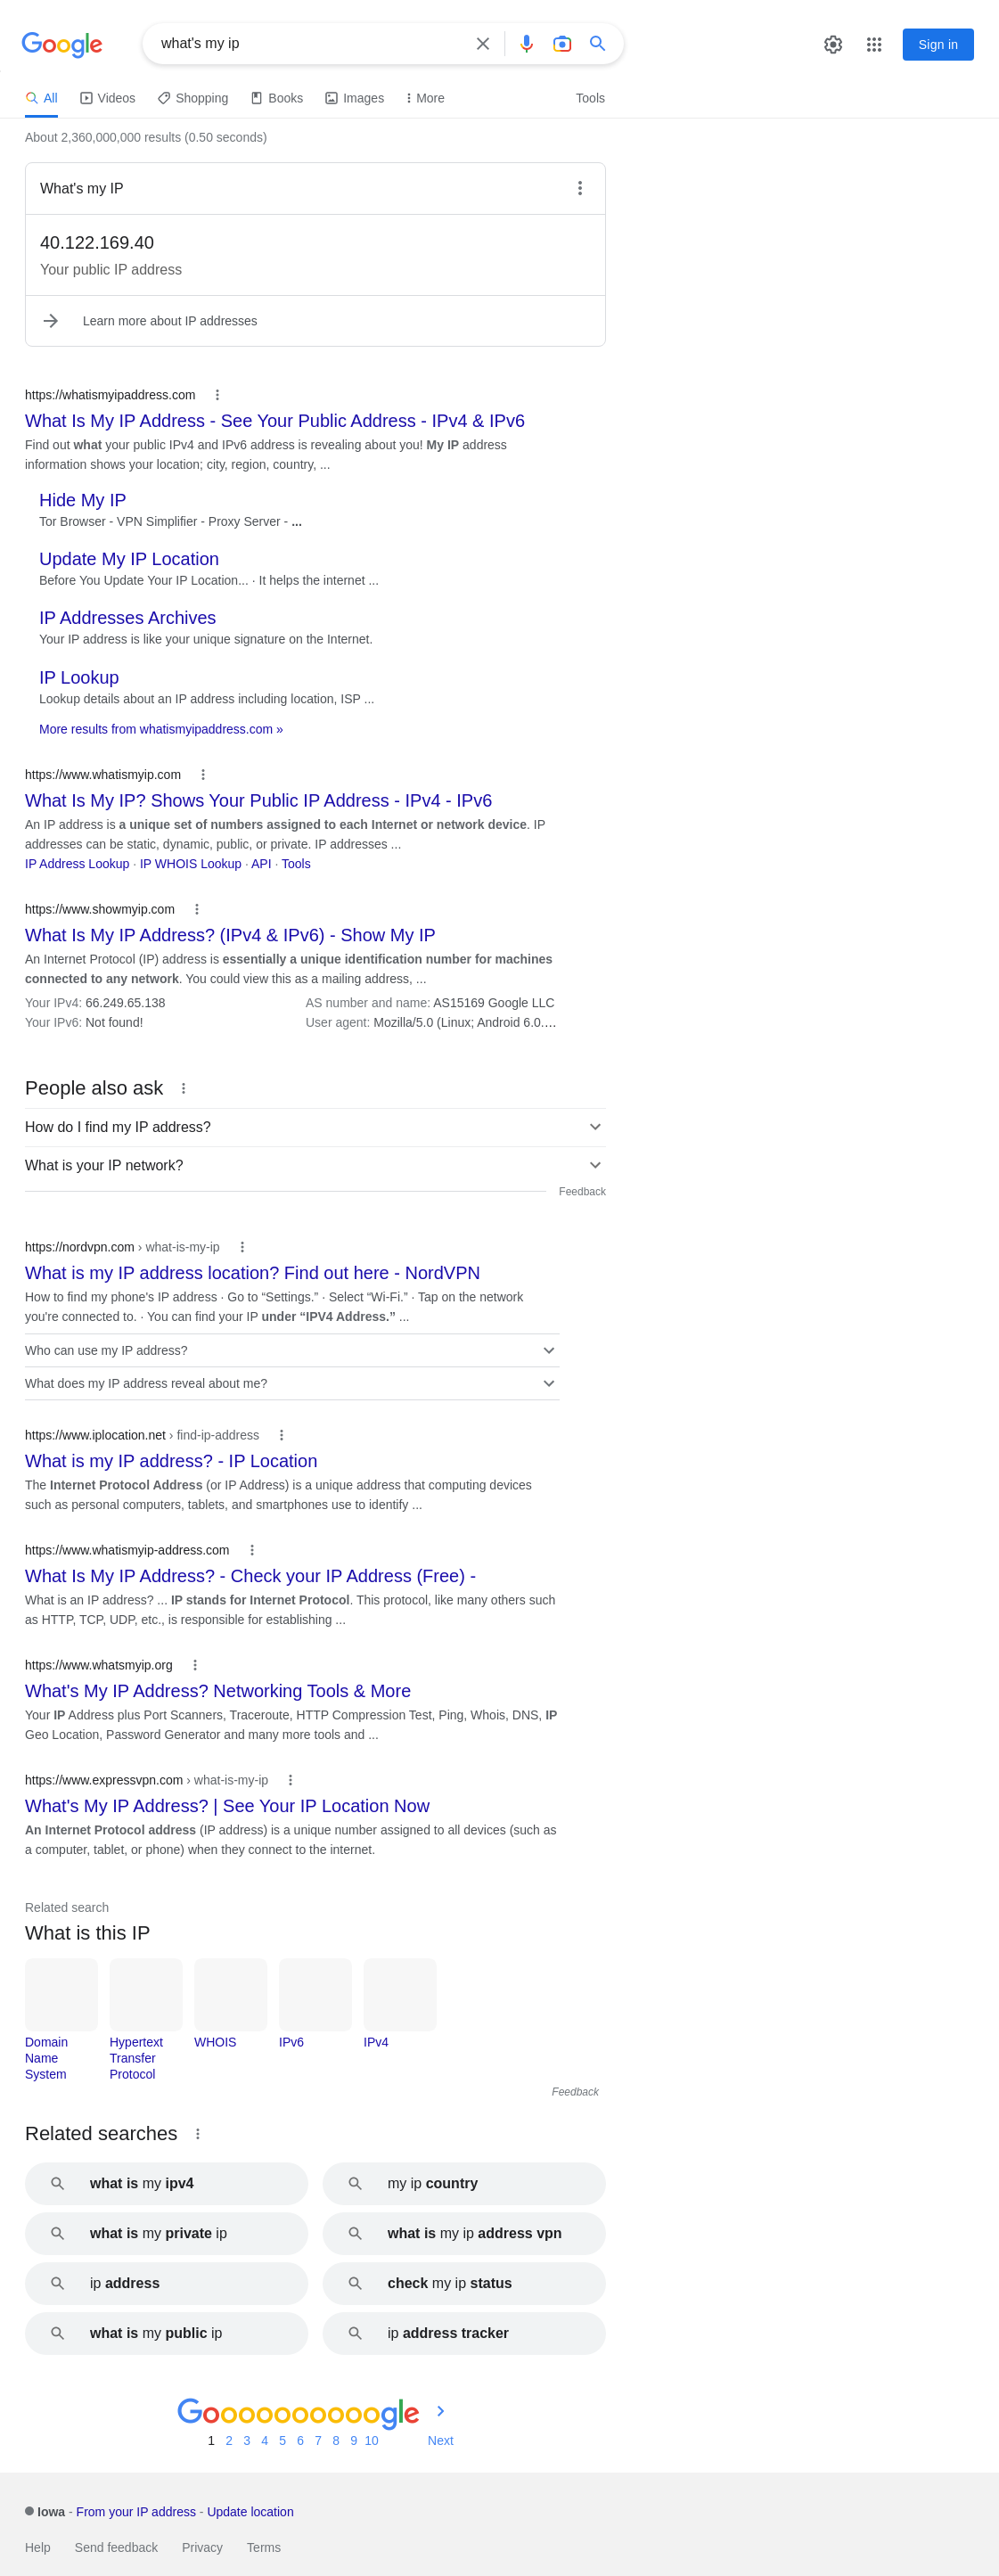 Google
what's my ip
Sign in
All Videos Shopping Books Images More Tools
About 2,360,000,000 results (0.50 seconds)
What's my IP
40.122.169.40
Your public IP address
Learn more about IP addresses
https://whatismyipaddress.com
What Is My IP Address - See Your Public Address - IPv4 & IPv6
Find out what your public IPv4 and IPv6 address is revealing about you! My IP address
information shows your location; city, region, country, ...
Hide My IP
Tor Browser - VPN Simplifier - Proxy Server - ...
Update My IP Location
Before You Update Your IP Location... · It helps the internet ...
IP Addresses Archives
Your IP address is like your unique signature on the Internet.
IP Lookup
Lookup details about an IP address including location, ISP ...
More results from whatismyipaddress.com »
https://www.whatismyip.com
What Is My IP? Shows Your Public IP Address - IPv4 - IPv6
An IP address is a unique set of numbers assigned to each Internet or network device. IP
addresses can be static, dynamic, public, or private. IP addresses ...
IP Address Lookup · IP WHOIS Lookup · API · Tools
https://www.showmyip.com
What Is My IP Address? (IPv4 & IPv6) - Show My IP
An Internet Protocol (IP) address is essentially a unique identification number for machines
connected to any network. You could view this as a mailing address, ...
Your IPv4: 66.249.65.138 AS number and name: AS15169 Google LLC
Your IPv6: Not found! User agent: Mozilla/5.0 (Linux; Android 6.0....
People also ask
How do I find my IP address?
What is your IP network?
Feedback
https://nordvpn.com › what-is-my-ip
What is my IP address location? Find out here - NordVPN
How to find my phone's IP address · Go to “Settings.” · Select “Wi-Fi.” · Tap on the network
you're connected to. · You can find your IP under “IPV4 Address.” ...
Who can use my IP address?
What does my IP address reveal about me?
https://www.iplocation.net › find-ip-address
What is my IP address? - IP Location
The Internet Protocol Address (or IP Address) is a unique address that computing devices
such as personal computers, tablets, and smartphones use to identify ...
https://www.whatismyip-address.com
What Is My IP Address? - Check your IP Address (Free) -
What is an IP address? ... IP stands for Internet Protocol. This protocol, like many others such
as HTTP, TCP, UDP, etc., is responsible for establishing ...
https://www.whatsmyip.org
What's My IP Address? Networking Tools & More
Your IP Address plus Port Scanners, Traceroute, HTTP Compression Test, Ping, Whois, DNS, IP
Geo Location, Password Generator and many more tools and ...
https://www.expressvpn.com › what-is-my-ip
What's My IP Address? | See Your IP Location Now
An Internet Protocol address (IP address) is a unique number assigned to all devices (such as
a computer, tablet, or phone) when they connect to the internet.
Related search
What is this IP
Domain Name System
Hypertext Transfer Protocol
WHOIS
IPv6
IPv4
Feedback
Related searches
what is my ipv4
my ip country
what is my private ip
what is my ip address vpn
ip address
check my ip status
what is my public ip
ip address tracker
Goooooooooogle
1 2 3 4 5 6 7 8 9 10 Next
Iowa - From your IP address - Update location
Help Send feedback Privacy Terms